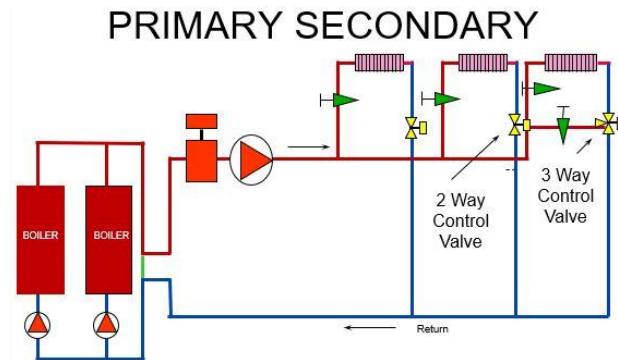 PRIMARY SECONDARY
BOILER
BOILER
2 Way
Control
Valve
3 Way
Control
Valve
Return